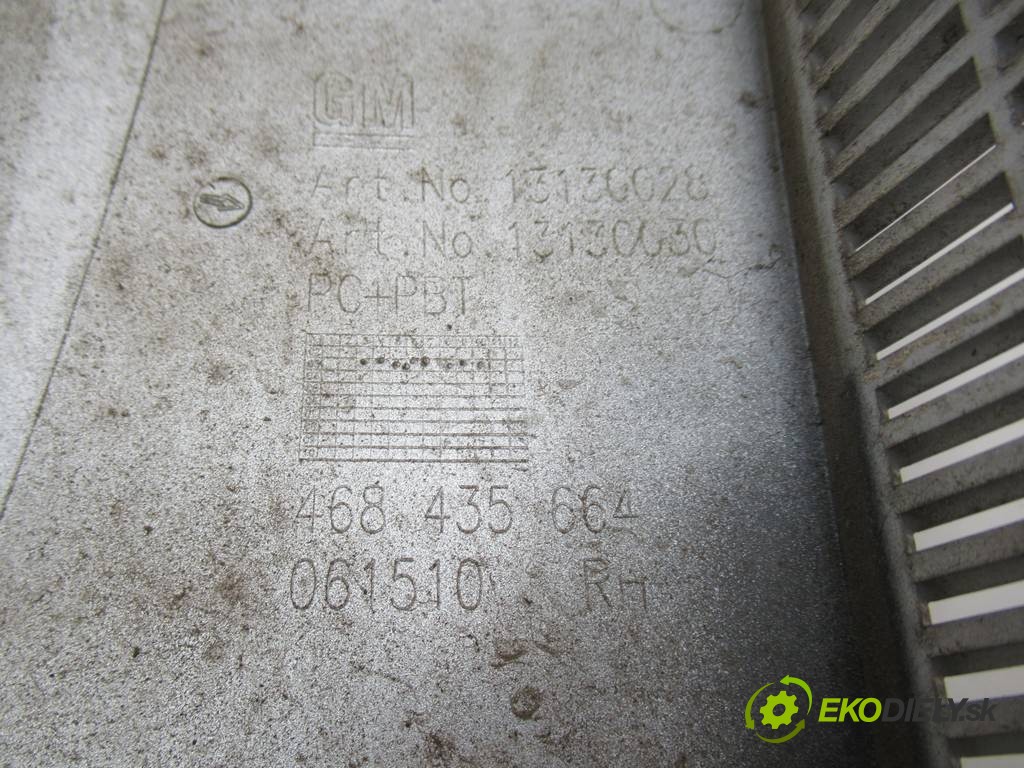 GM
Art.No.13130028
Art.No.13130030
PC+PBT
468 435 664
061510 RH
EKODIELY.sk